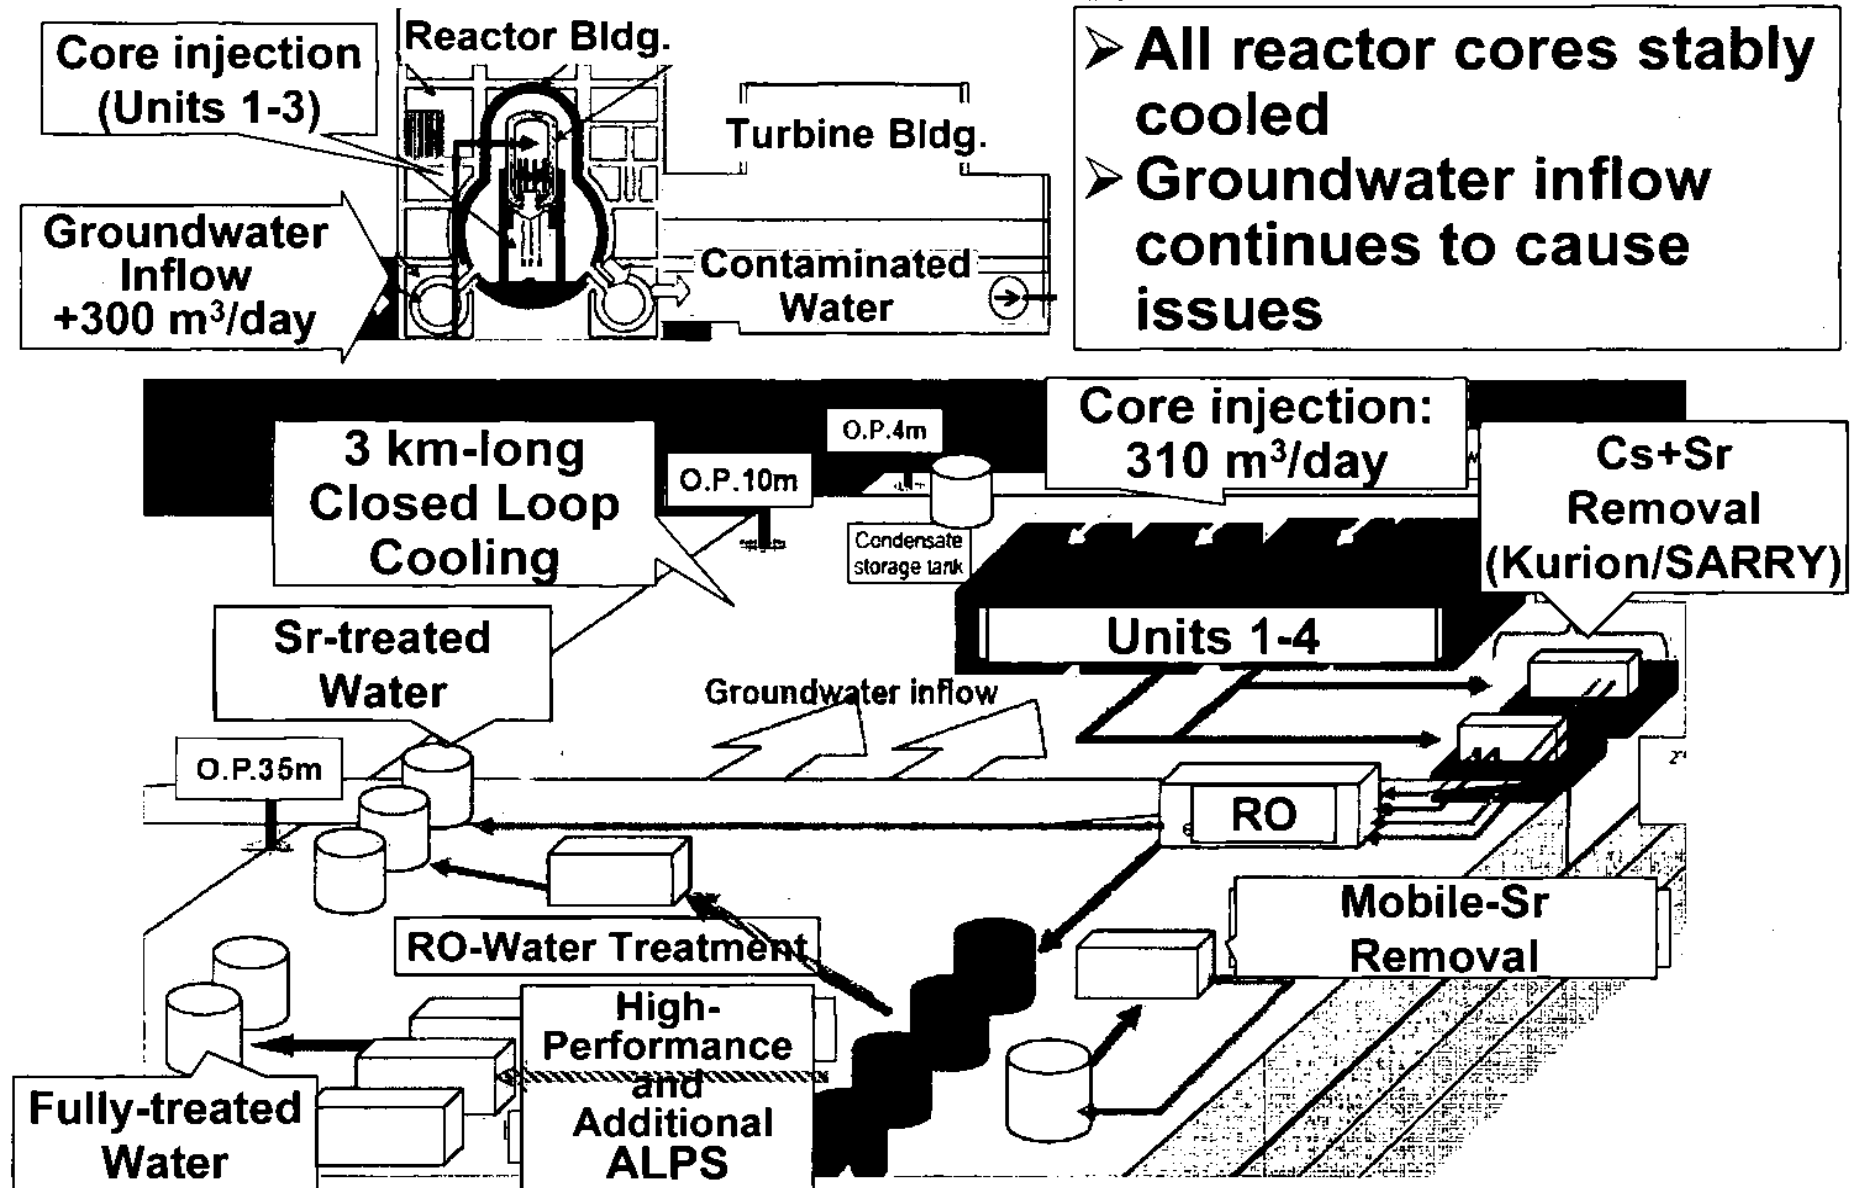 Core injection
(Units 1-3)
Reactor Bldg.
Turbine Bldg.
➢ All reactor cores stably
cooled
➢ Groundwater inflow
continues to cause
issues
Groundwater
Inflow
+300 m³/day
Contaminated
Water
3 km-long
Closed Loop
Cooling
O.P.10m
O.P.4m
Core injection:
310 m³/day
Cs+Sr
Removal
(Kurion/SARRY)
Condensate
storage tank
Units 1-4
Sr-treated
Water
Groundwater inflow
O.P.35m
RO
Mobile-Sr
Removal
RO-Water Treatment
High-
Performance
and
Additional
ALPS
Fully-treated
Water